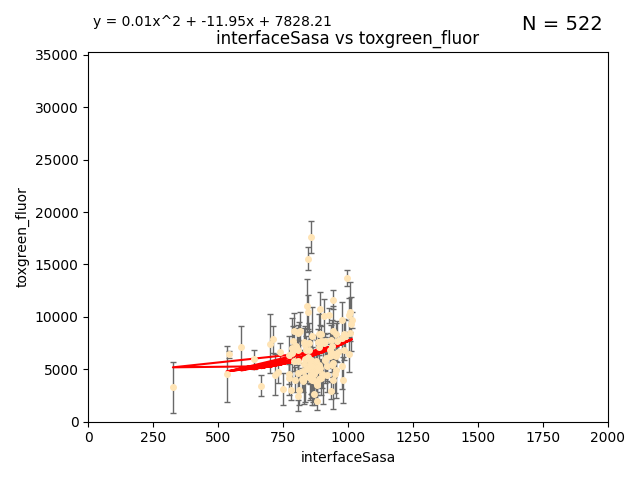 y = 0.01x^2 + -11.95x + 7828.21
N = 522
interfaceSasa vs toxgreen_fluor
35000
30000
25000
20000
15000
10000
5000
0
toxgreen_fluor
0 250 500 750 1000 1250 1500 1750 2000
interfaceSasa